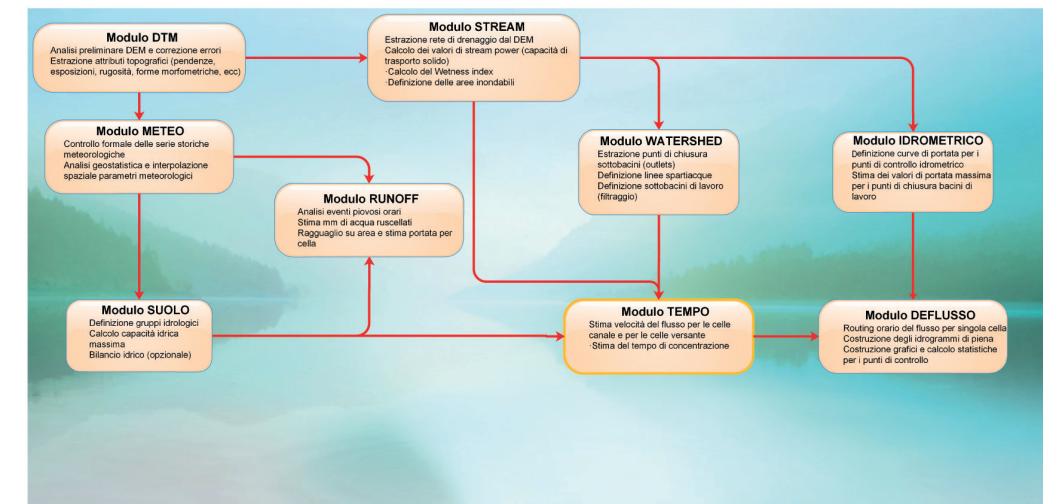 Modulo DTM
Analisi preliminare DEM e correzione errori
Estrazione attributi topografici (pendenze,
esposizioni, rugosità, forme morfometriche, ecc)
Modulo STREAM
Estrazione rete di drenaggio dal DEM
Calcolo dei valori di stream power (capacità di
trasporto solido)
·Calcolo del Wetness index
·Definizione delle aree inondabili
Modulo METEO
Controllo formale delle serie storiche
meteorologiche
Analisi geostatistica e interpolazione
spaziale parametri meteorologici
Modulo RUNOFF
Analisi eventi piovosi orari
Stima mm di acqua ruscellati
Ragguaglio su area e stima portata per
cella
Modulo WATERSHED
Estrazione punti di chiusura
sottobacini (outlets)
Definizione linee spartiacque
Definizione sottobacini di lavoro
(filtraggio)
Modulo IDROMETRICO
Definizione curve di portata per i
punti di controllo idrometrico
Stima dei valori di portata massima
per i punti di chiusura bacini di
lavoro
Modulo SUOLO
Definizione gruppi idrologici
Calcolo capacità idrica
massima
Bilancio idrico (opzionale)
Modulo TEMPO
Stima velocità del flusso per le celle
canale e per le celle versante
·Stima del tempo di concentrazione
Modulo DEFLUSSO
Routing orario del flusso per singola cella
Costruzione degli idrogrammi di piena
Costruzione grafici e calcolo statistiche
per i punti di controllo